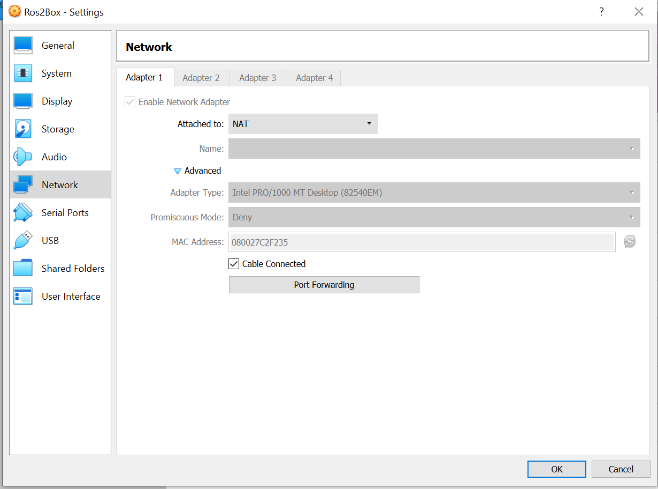 Ros2Box - Settings
?
General
System
Display
Storage
Audio
Network
Serial Ports
USB
Shared Folders
User Interface
Network
Adapter 1 Adapter 2 Adapter 3 Adapter 4
Enable Network Adapter
Attached to: NAT
Name:
Advanced
Adapter Type: Intel PRO/1000 MT Desktop (82540EM)
Promiscuous Mode: Deny
MAC Address: 080027C2F235
Cable Connected
Port Forwarding
OK Cancel